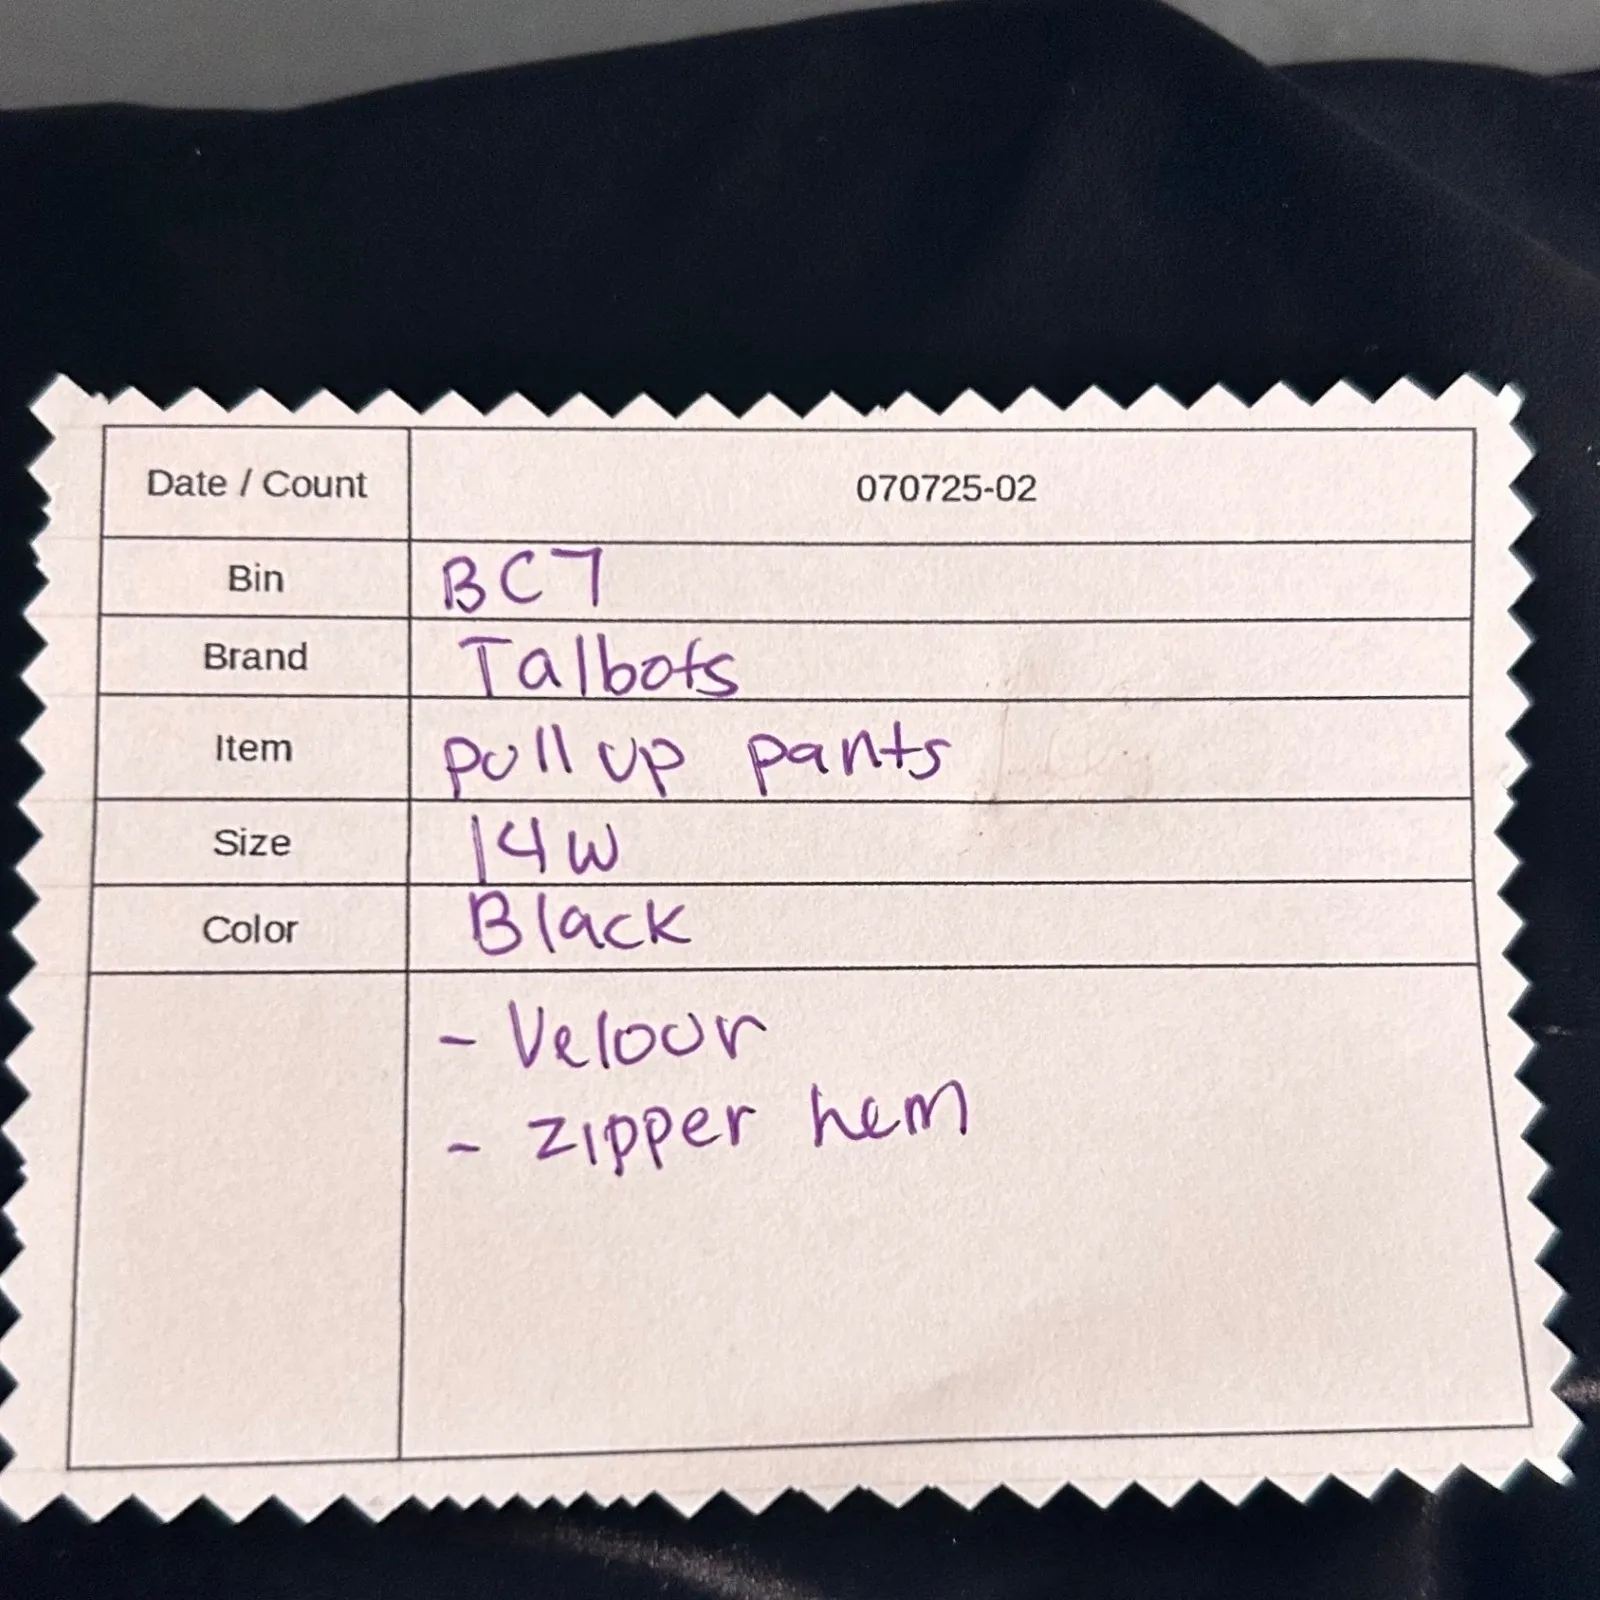 Date / Count 070725-02
Bin BC7
Brand Talbots
Item pull up pants
Size 14W
Color Black
- Velour
- zipper hem